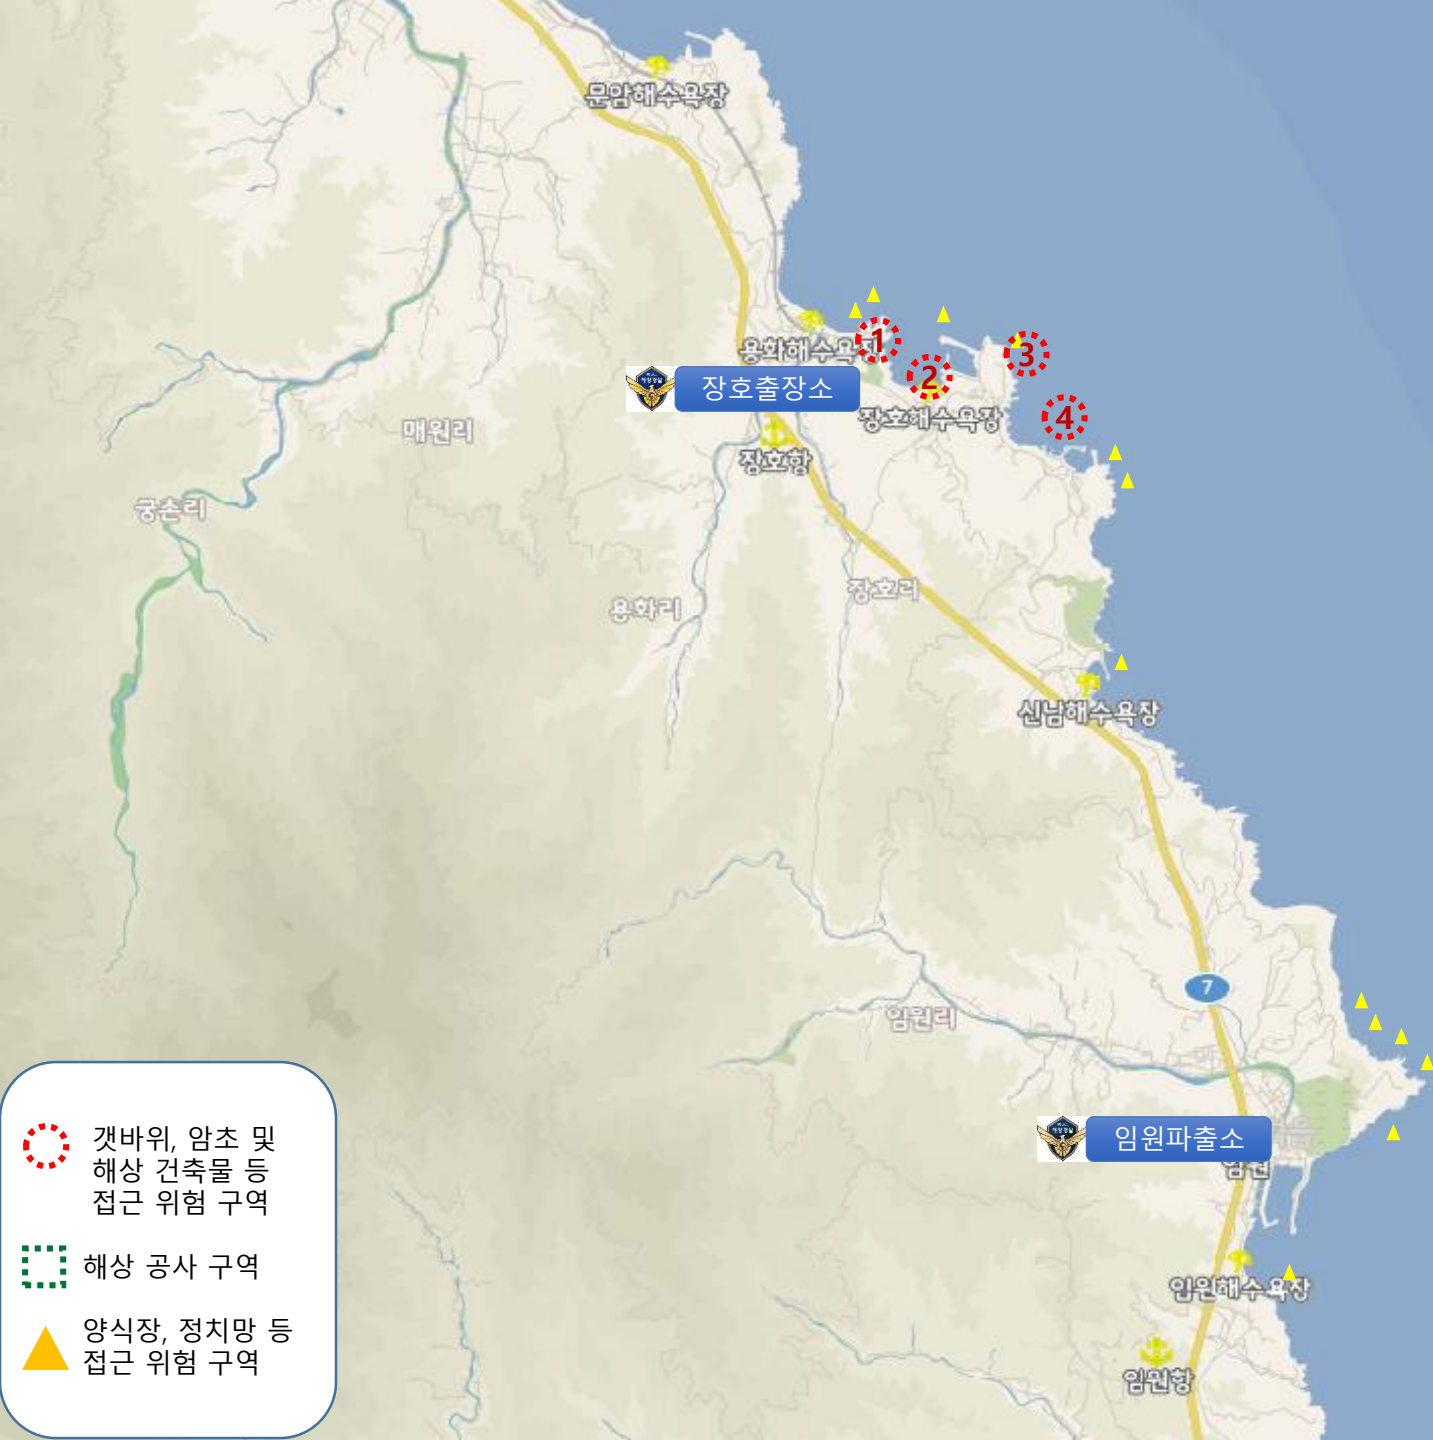 문암해수욕장
용화해수욕장
1
2
3
4
장호출장소
장호해수욕장
매원리
장호항
궁촌리
용화리
장호리
신남해수욕장
7
임원리
임원파출소
임원
임원해수욕장
임원항
갯바위, 암초 및
해상 건축물 등
접근 위험 구역
해상 공사 구역
양식장, 정치망 등
접근 위험 구역